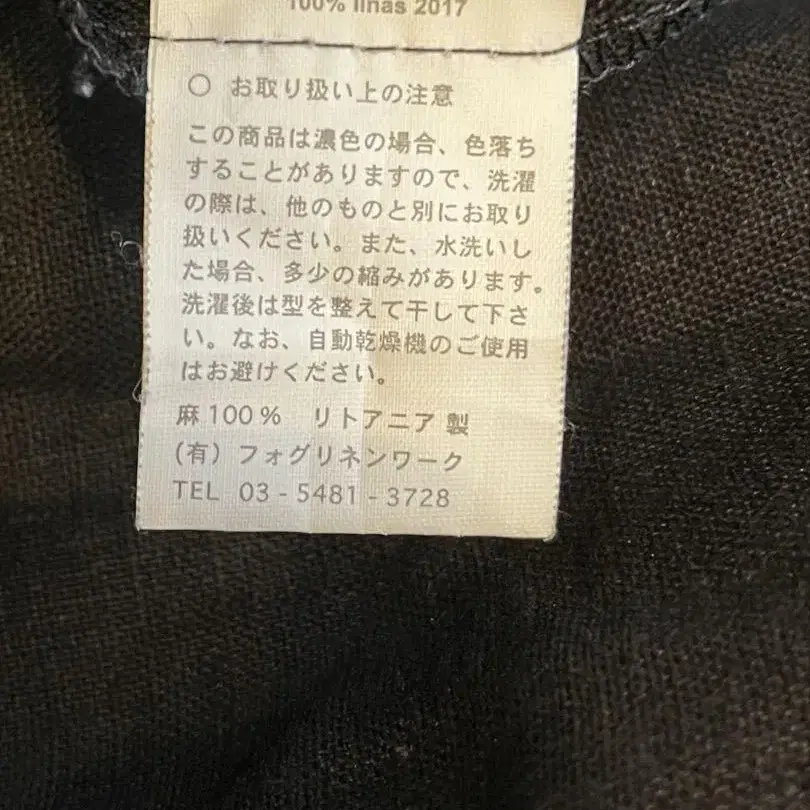 100% linas 2017
○ お取り扱い上の注意
この商品は濃色の場合、色落ち
することがありますので、洗濯
の際は、他のものと別にお取り
扱いください。また、水洗いし
た場合、多少の縮みがあります。
洗濯後は型を整えて干して下さ
い。なお、自動乾燥機のご使用
はお避けください。
麻100% リトアニア製
(有) フォグリネンワーク
TEL 03-5481-3728